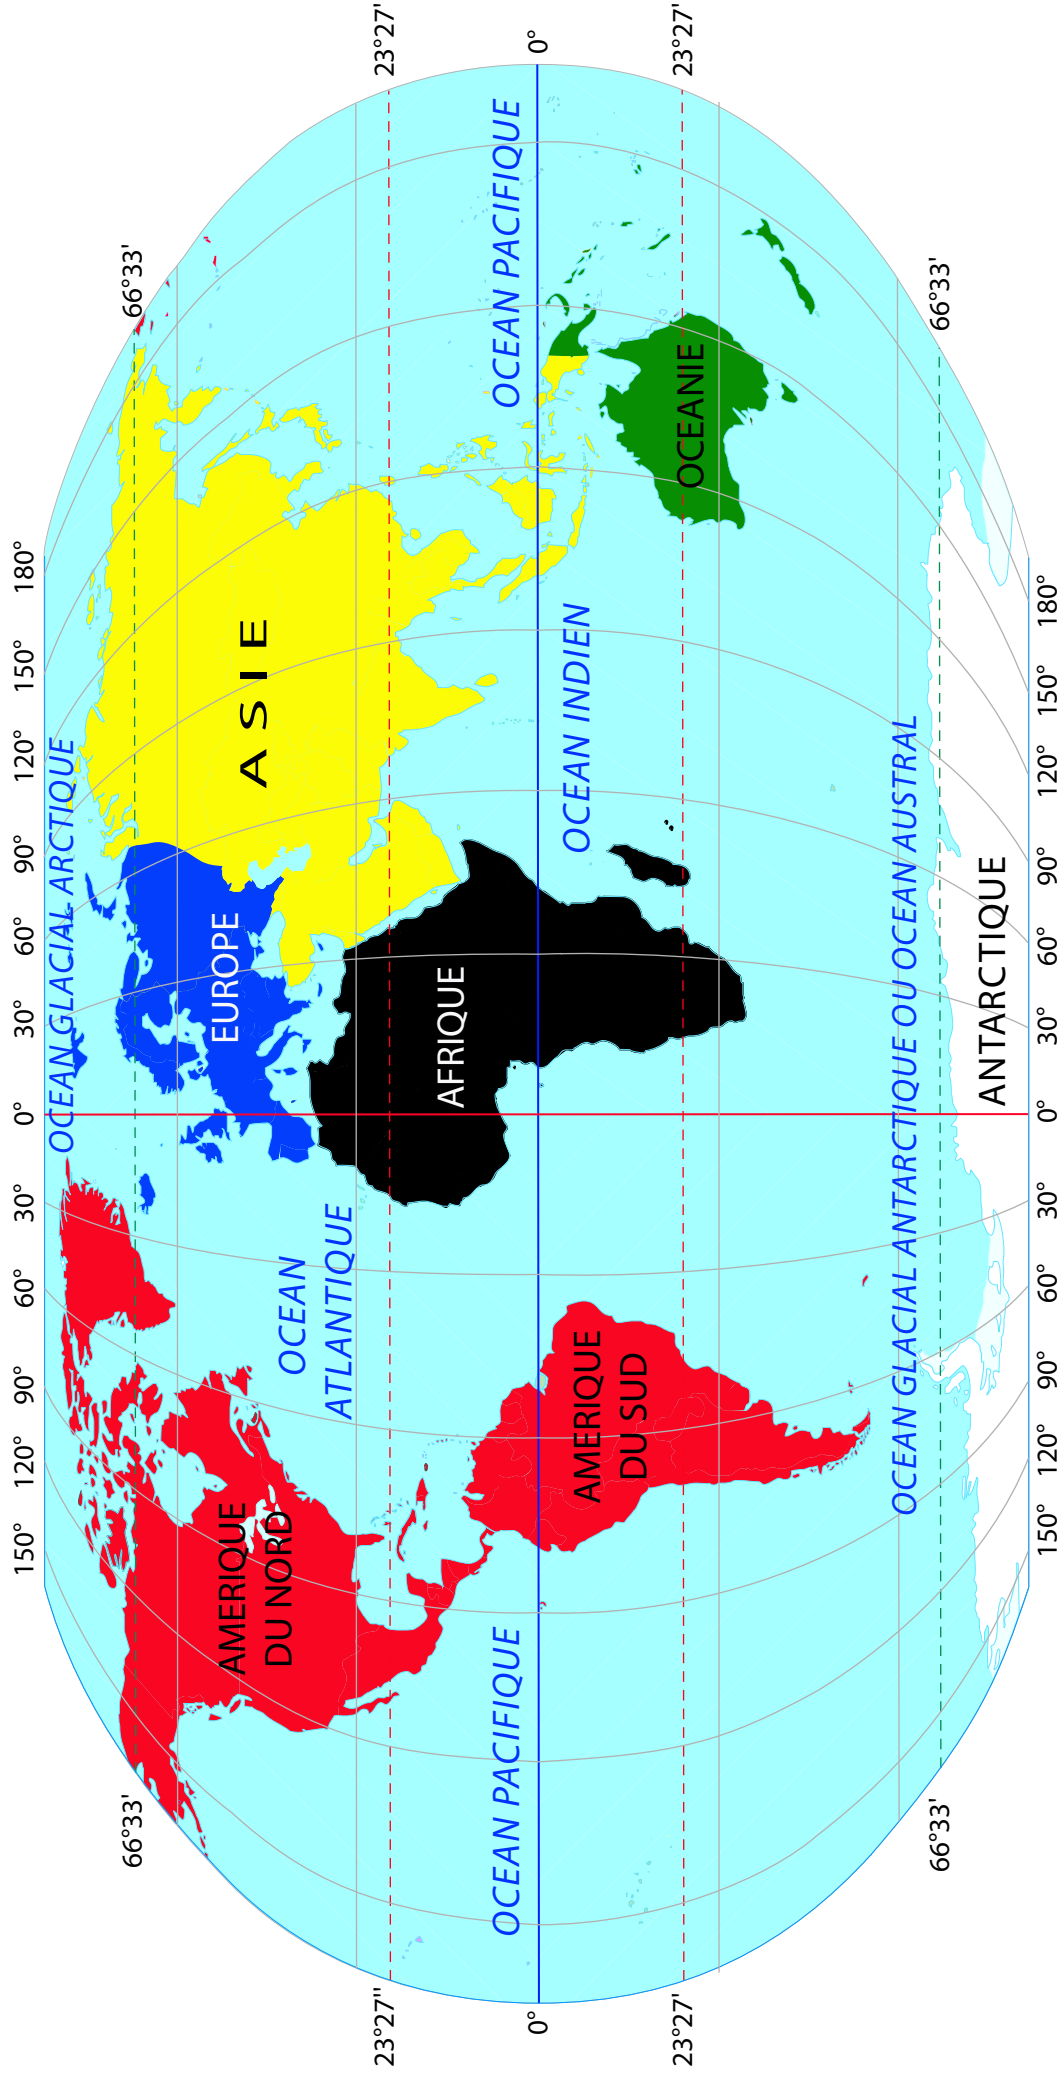 150° 120° 90° 60° 30° 0° 30° 60° 90° 120° 150° 180°
OCEAN GLACIAL ARCTIQUE
66°33' 66°33'
AMERIQUE
DU NORD
EUROPE
ASIE
OCEAN
ATLANTIQUE
23°27'' 23°27'
AFRIQUE
OCEAN PACIFIQUE
OCEAN PACIFIQUE
0° 0°
OCEAN INDIEN
AMERIQUE
DU SUD
23°27' 23°27'
OCEANIE
OCEAN GLACIAL ANTARCTIQUE OU OCEAN AUSTRAL
66°33' 66°33'
ANTARCTIQUE
150° 120° 90° 60° 30° 0° 30° 60° 90° 120° 150° 180°